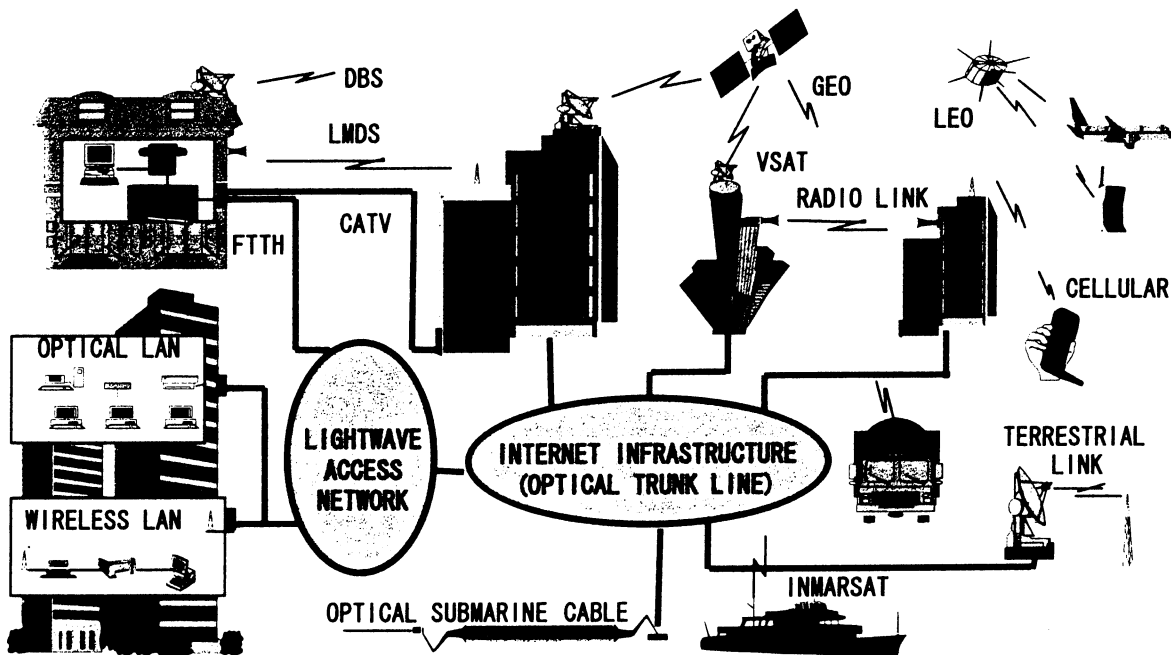 DBS
GEO
LEO
LMDS
VSAT
RADIO LINK
CATV
FTTH
CELLULAR
OPTICAL LAN
LIGHTWAVE
ACCESS
NETWORK
INTERNET INFRASTRUCTURE
(OPTICAL TRUNK LINE)
TERRESTRIAL
LINK
WIRELESS LAN
INMARSAT
OPTICAL SUBMARINE CABLE